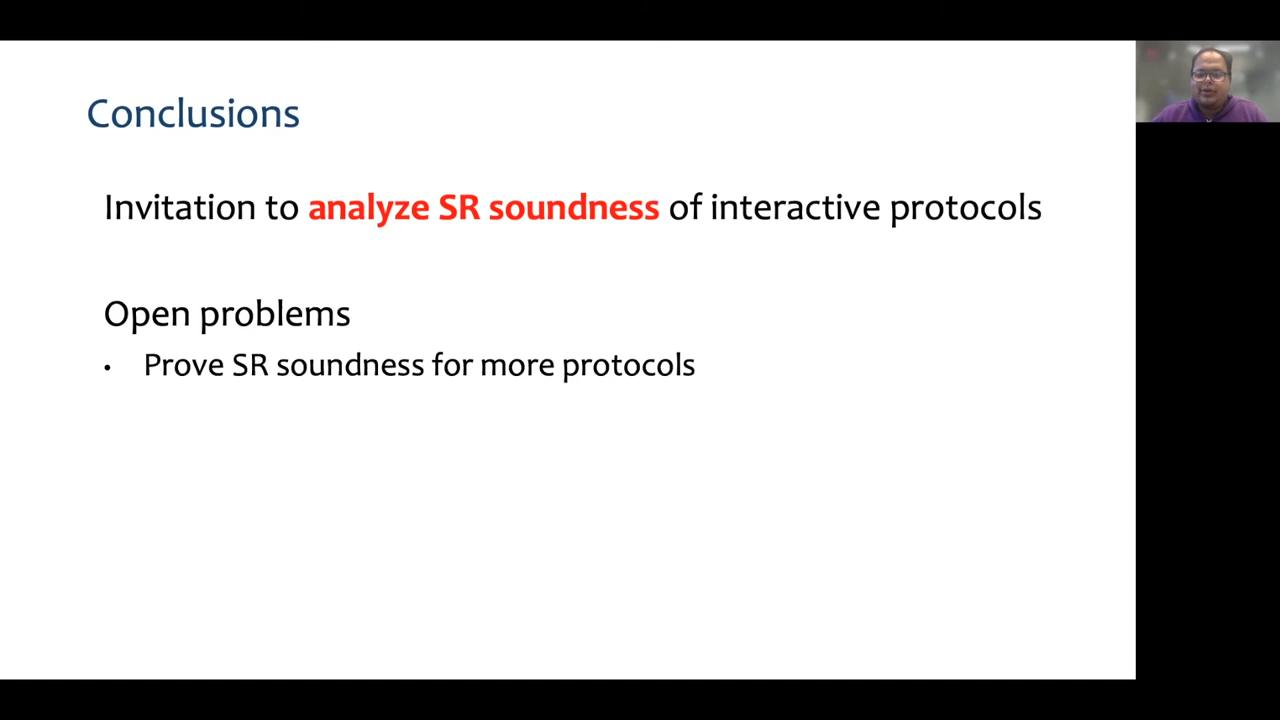 Conclusions
Invitation to analyze SR soundness of interactive protocols
Open problems
• Prove SR soundness for more protocols